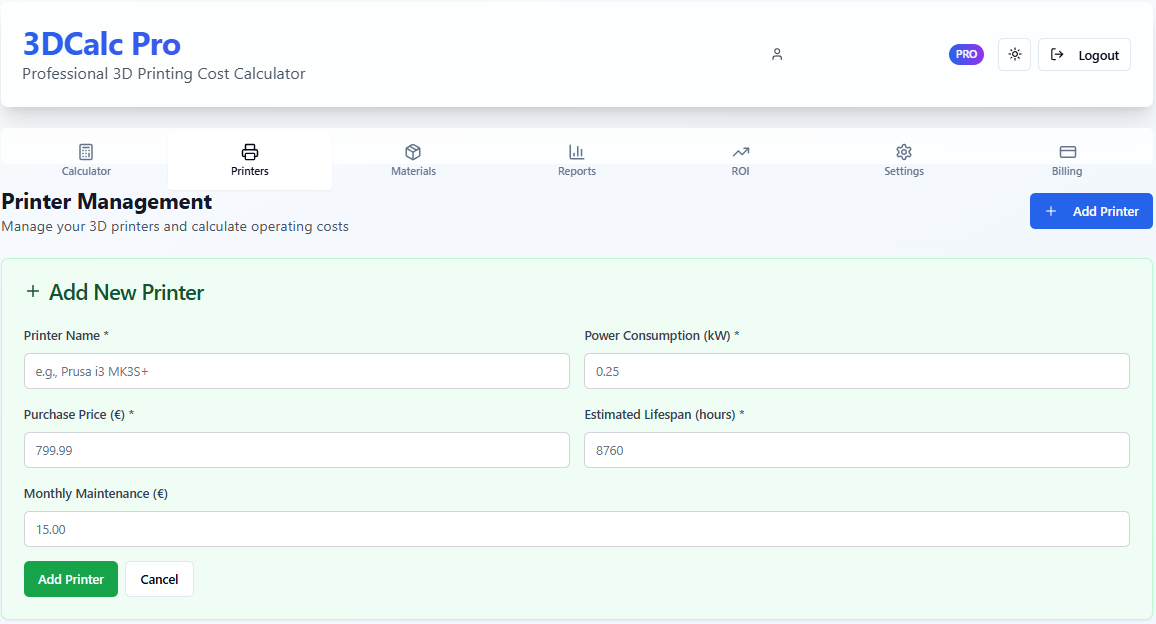 3DCalc Pro
Professional 3D Printing Cost Calculator
PRO
Logout
Calculator
Printers
Materials
Reports
ROI
Settings
Billing
Printer Management
Manage your 3D printers and calculate operating costs
+ Add Printer
+ Add New Printer
Printer Name *
Power Consumption (kW) *
e.g., Prusa i3 MK3S+
0.25
Purchase Price (€) *
Estimated Lifespan (hours) *
799.99
8760
Monthly Maintenance (€)
15.00
Add Printer
Cancel